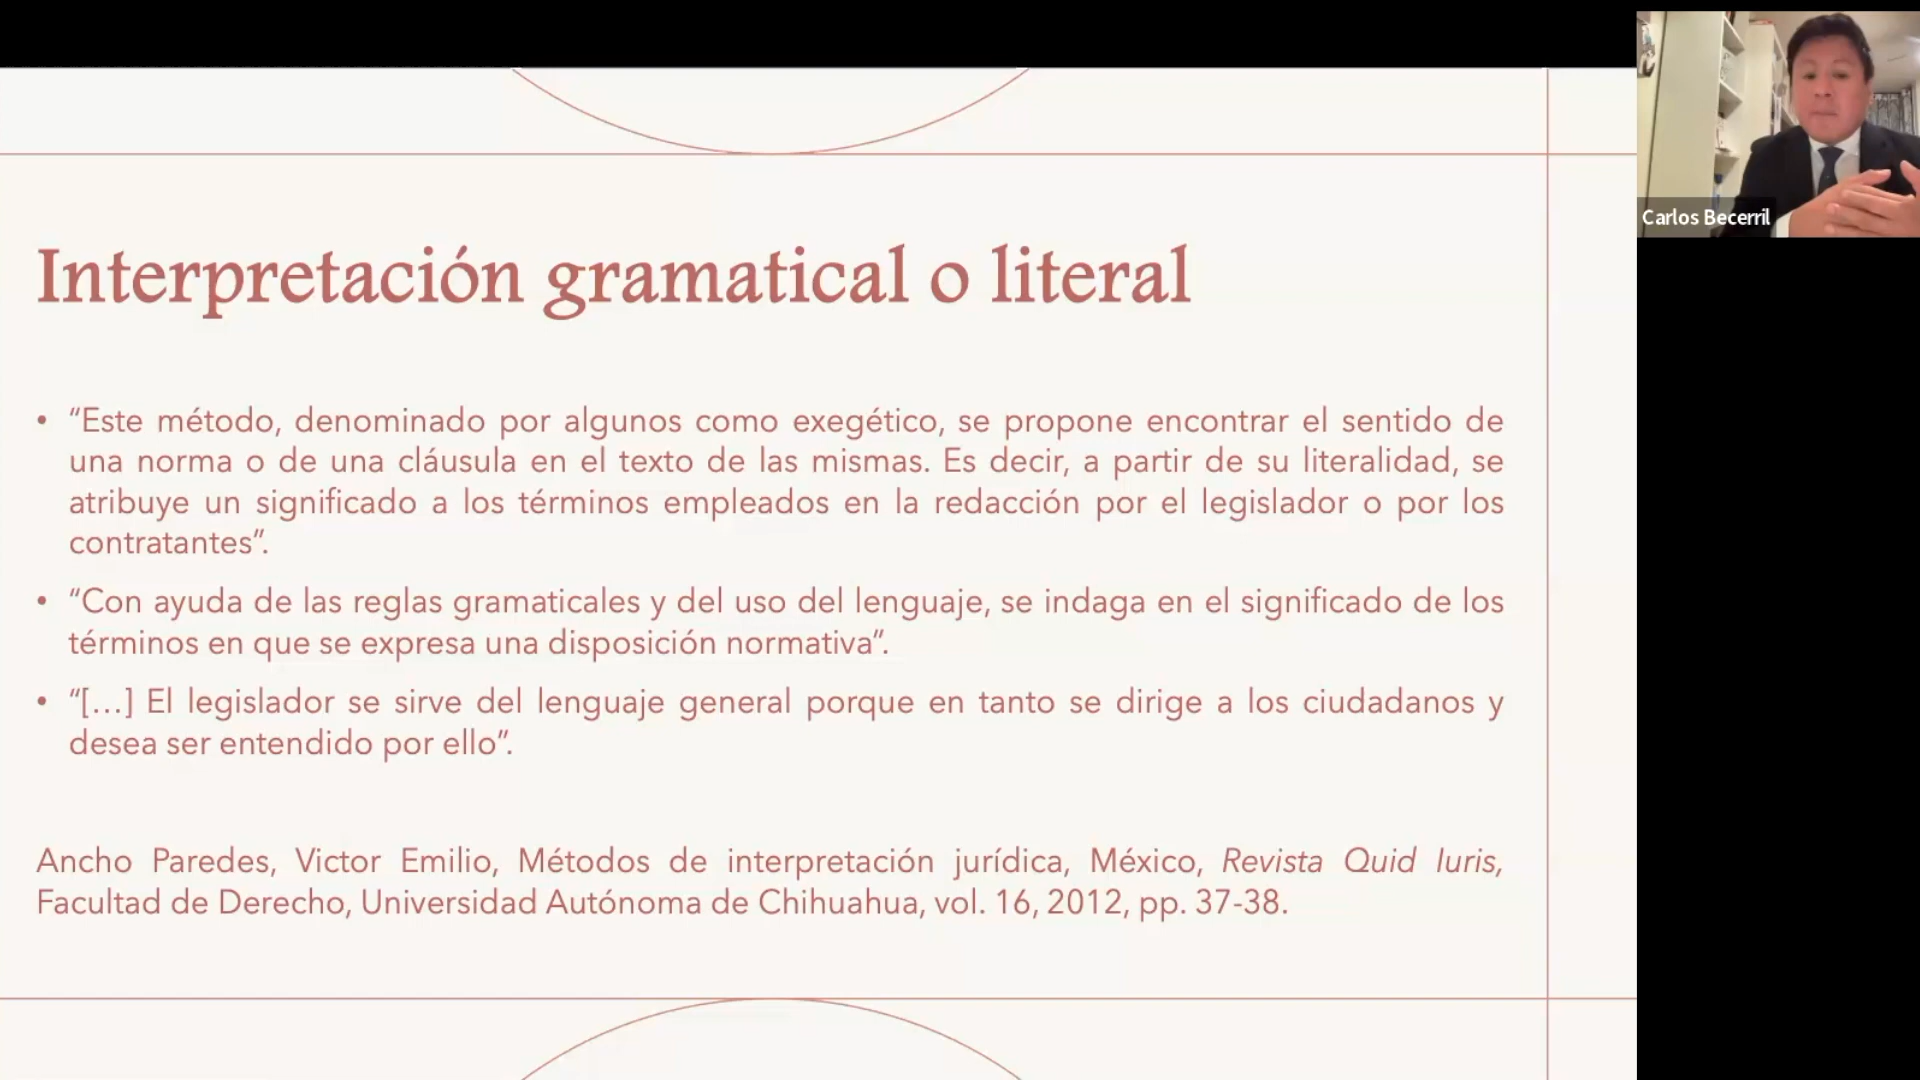 Interpretación gramatical o literal
• “Este método, denominado por algunos como exegético, se propone encontrar el sentido de
una norma o de una cláusula en el texto de las mismas. Es decir, a partir de su literalidad, se
atribuye un significado a los términos empleados en la redacción por el legislador o por los
contratantes”.
• “Con ayuda de las reglas gramaticales y del uso del lenguaje, se indaga en el significado de los
términos en que se expresa una disposición normativa”.
• “[…] El legislador se sirve del lenguaje general porque en tanto se dirige a los ciudadanos y
desea ser entendido por ello”.
Ancho Paredes, Victor Emilio, Métodos de interpretación jurídica, México, Revista Quid Iuris,
Facultad de Derecho, Universidad Autónoma de Chihuahua, vol. 16, 2012, pp. 37-38.
Carlos Becerril